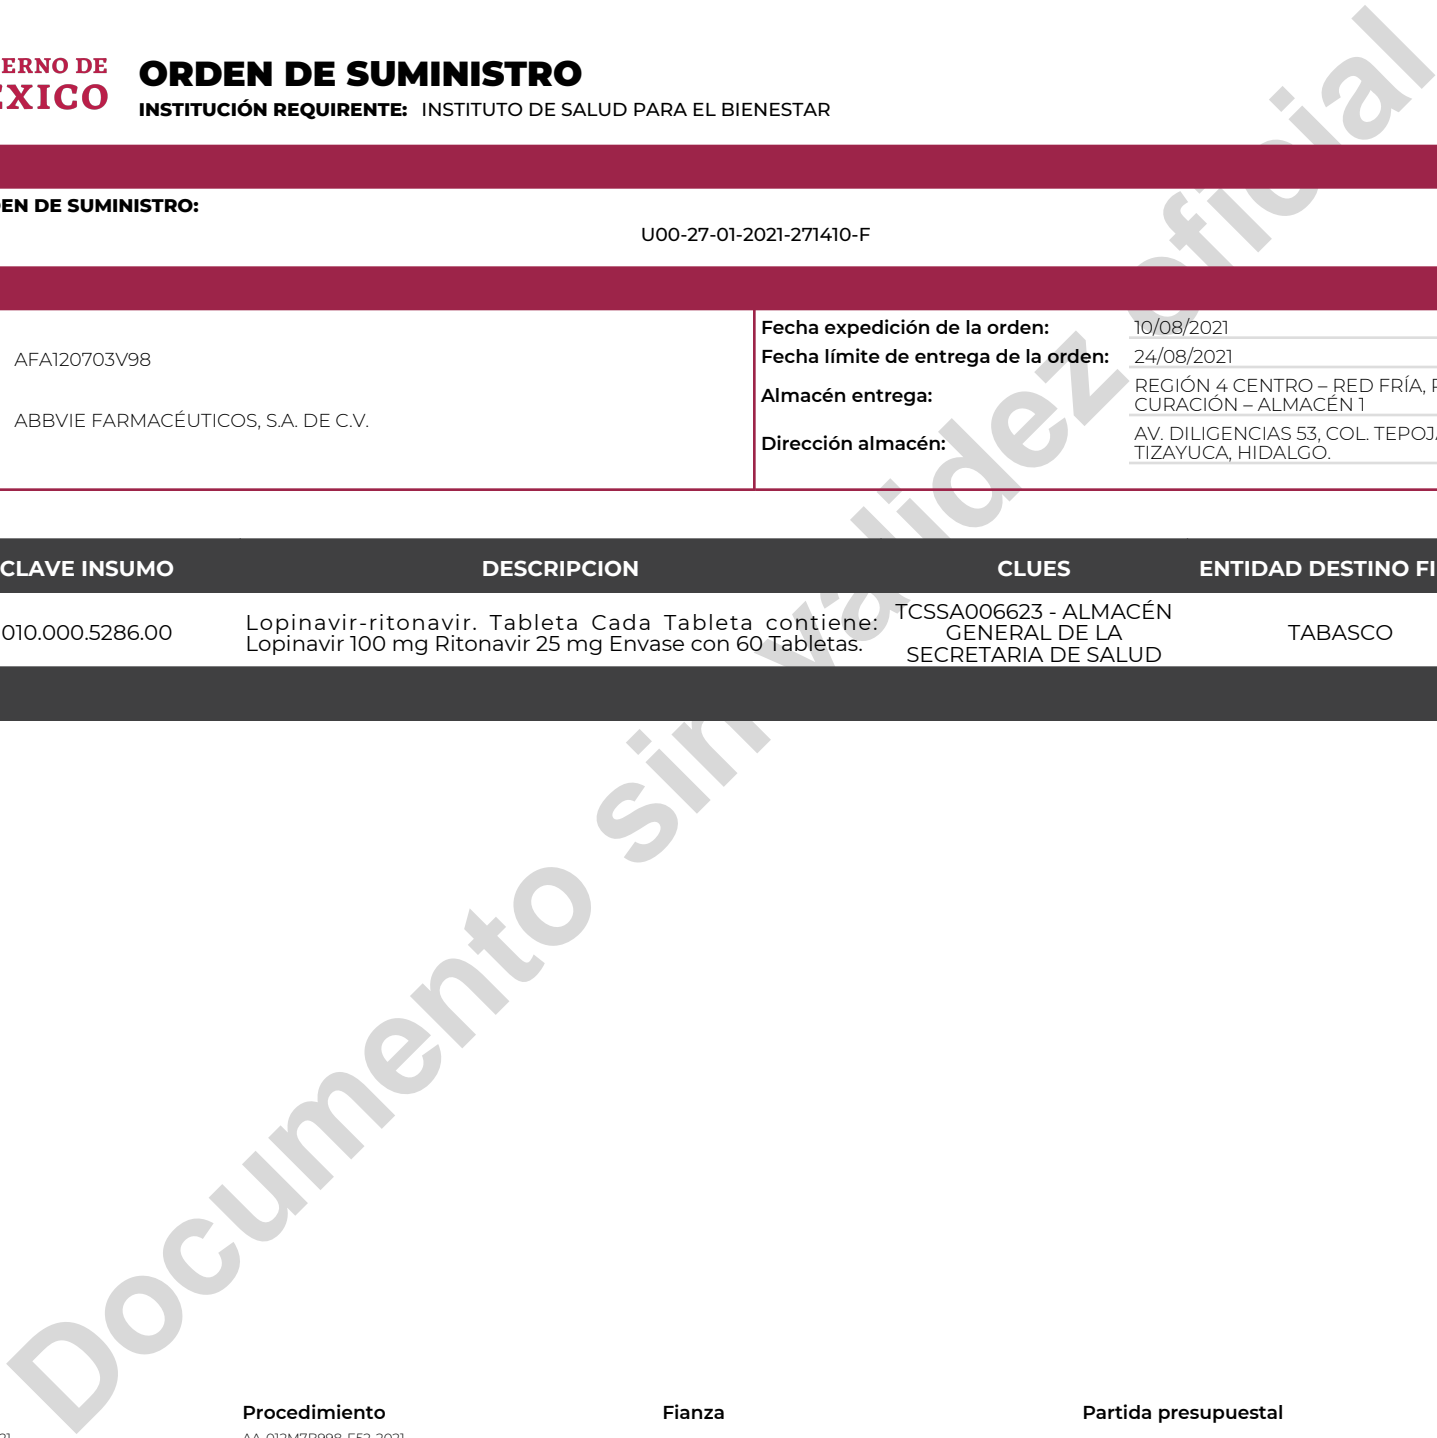 ERNO DE
ÉXICO
ORDEN DE SUMINISTRO
INSTITUCIÓN REQUIRENTE: INSTITUTO DE SALUD PARA EL BIENESTAR
EN DE SUMINISTRO:
U00-27-01-2021-271410-F
AFA120703V98
ABBVIE FARMACÉUTICOS, S.A. DE C.V.
Fecha expedición de la orden: 10/08/2021
Fecha límite de entrega de la orden: 24/08/2021
Almacén entrega: REGIÓN 4 CENTRO – RED FRÍA,
CURACIÓN – ALMACÉN 1
Dirección almacén: AV. DILIGENCIAS 53, COL. TEPOJA
TIZAYUCA, HIDALGO.
CLAVE INSUMO DESCRIPCION CLUES ENTIDAD DESTINO FI
010.000.5286.00
Lopinavir-ritonavir. Tableta Cada Tableta contiene:
Lopinavir 100 mg Ritonavir 25 mg Envase con 60 Tabletas.
TCSSA006623 - ALMACÉN
GENERAL DE LA
SECRETARIA DE SALUD
TABASCO
Documento sin validez oficial
Procedimiento Fianza Partida presupuestal